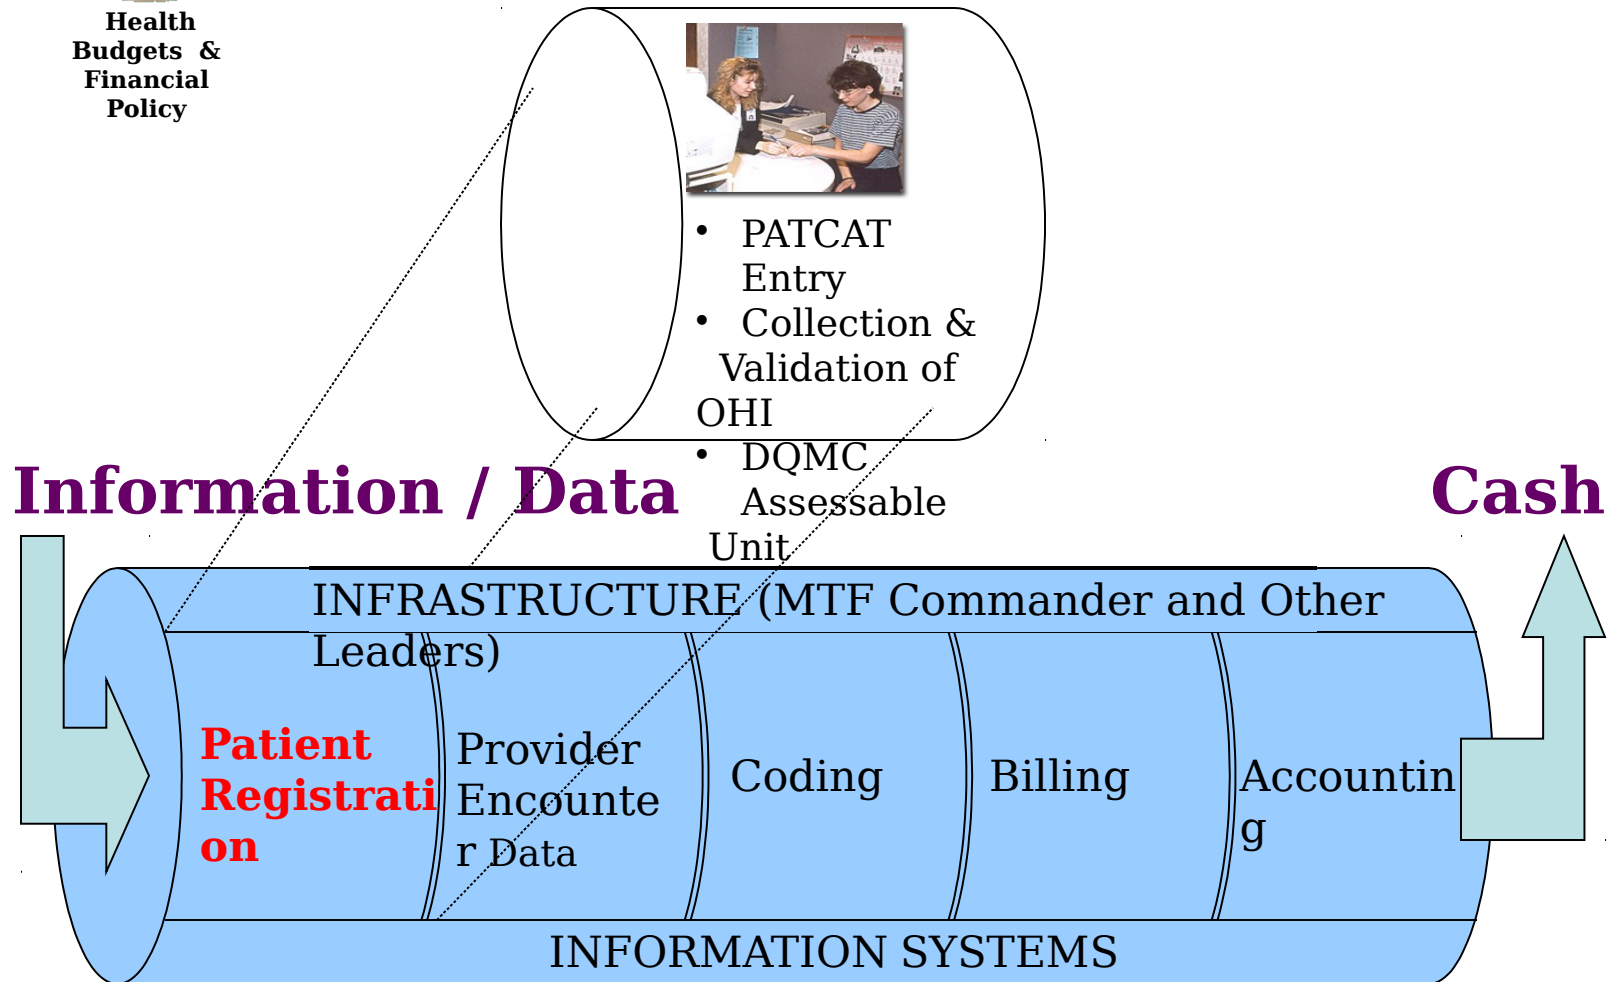 Health
Budgets &
Financial
Policy
• PATCAT
Entry
• Collection &
Validation of
OHI
• DQMC
Assessable
Unit
Information / Data
Cash
INFRASTRUCTURE (MTF Commander and Other
Leaders)
Patient
Registrati
on
Provider
Encounte
r Data
Coding
Billing
Accountin
g
INFORMATION SYSTEMS